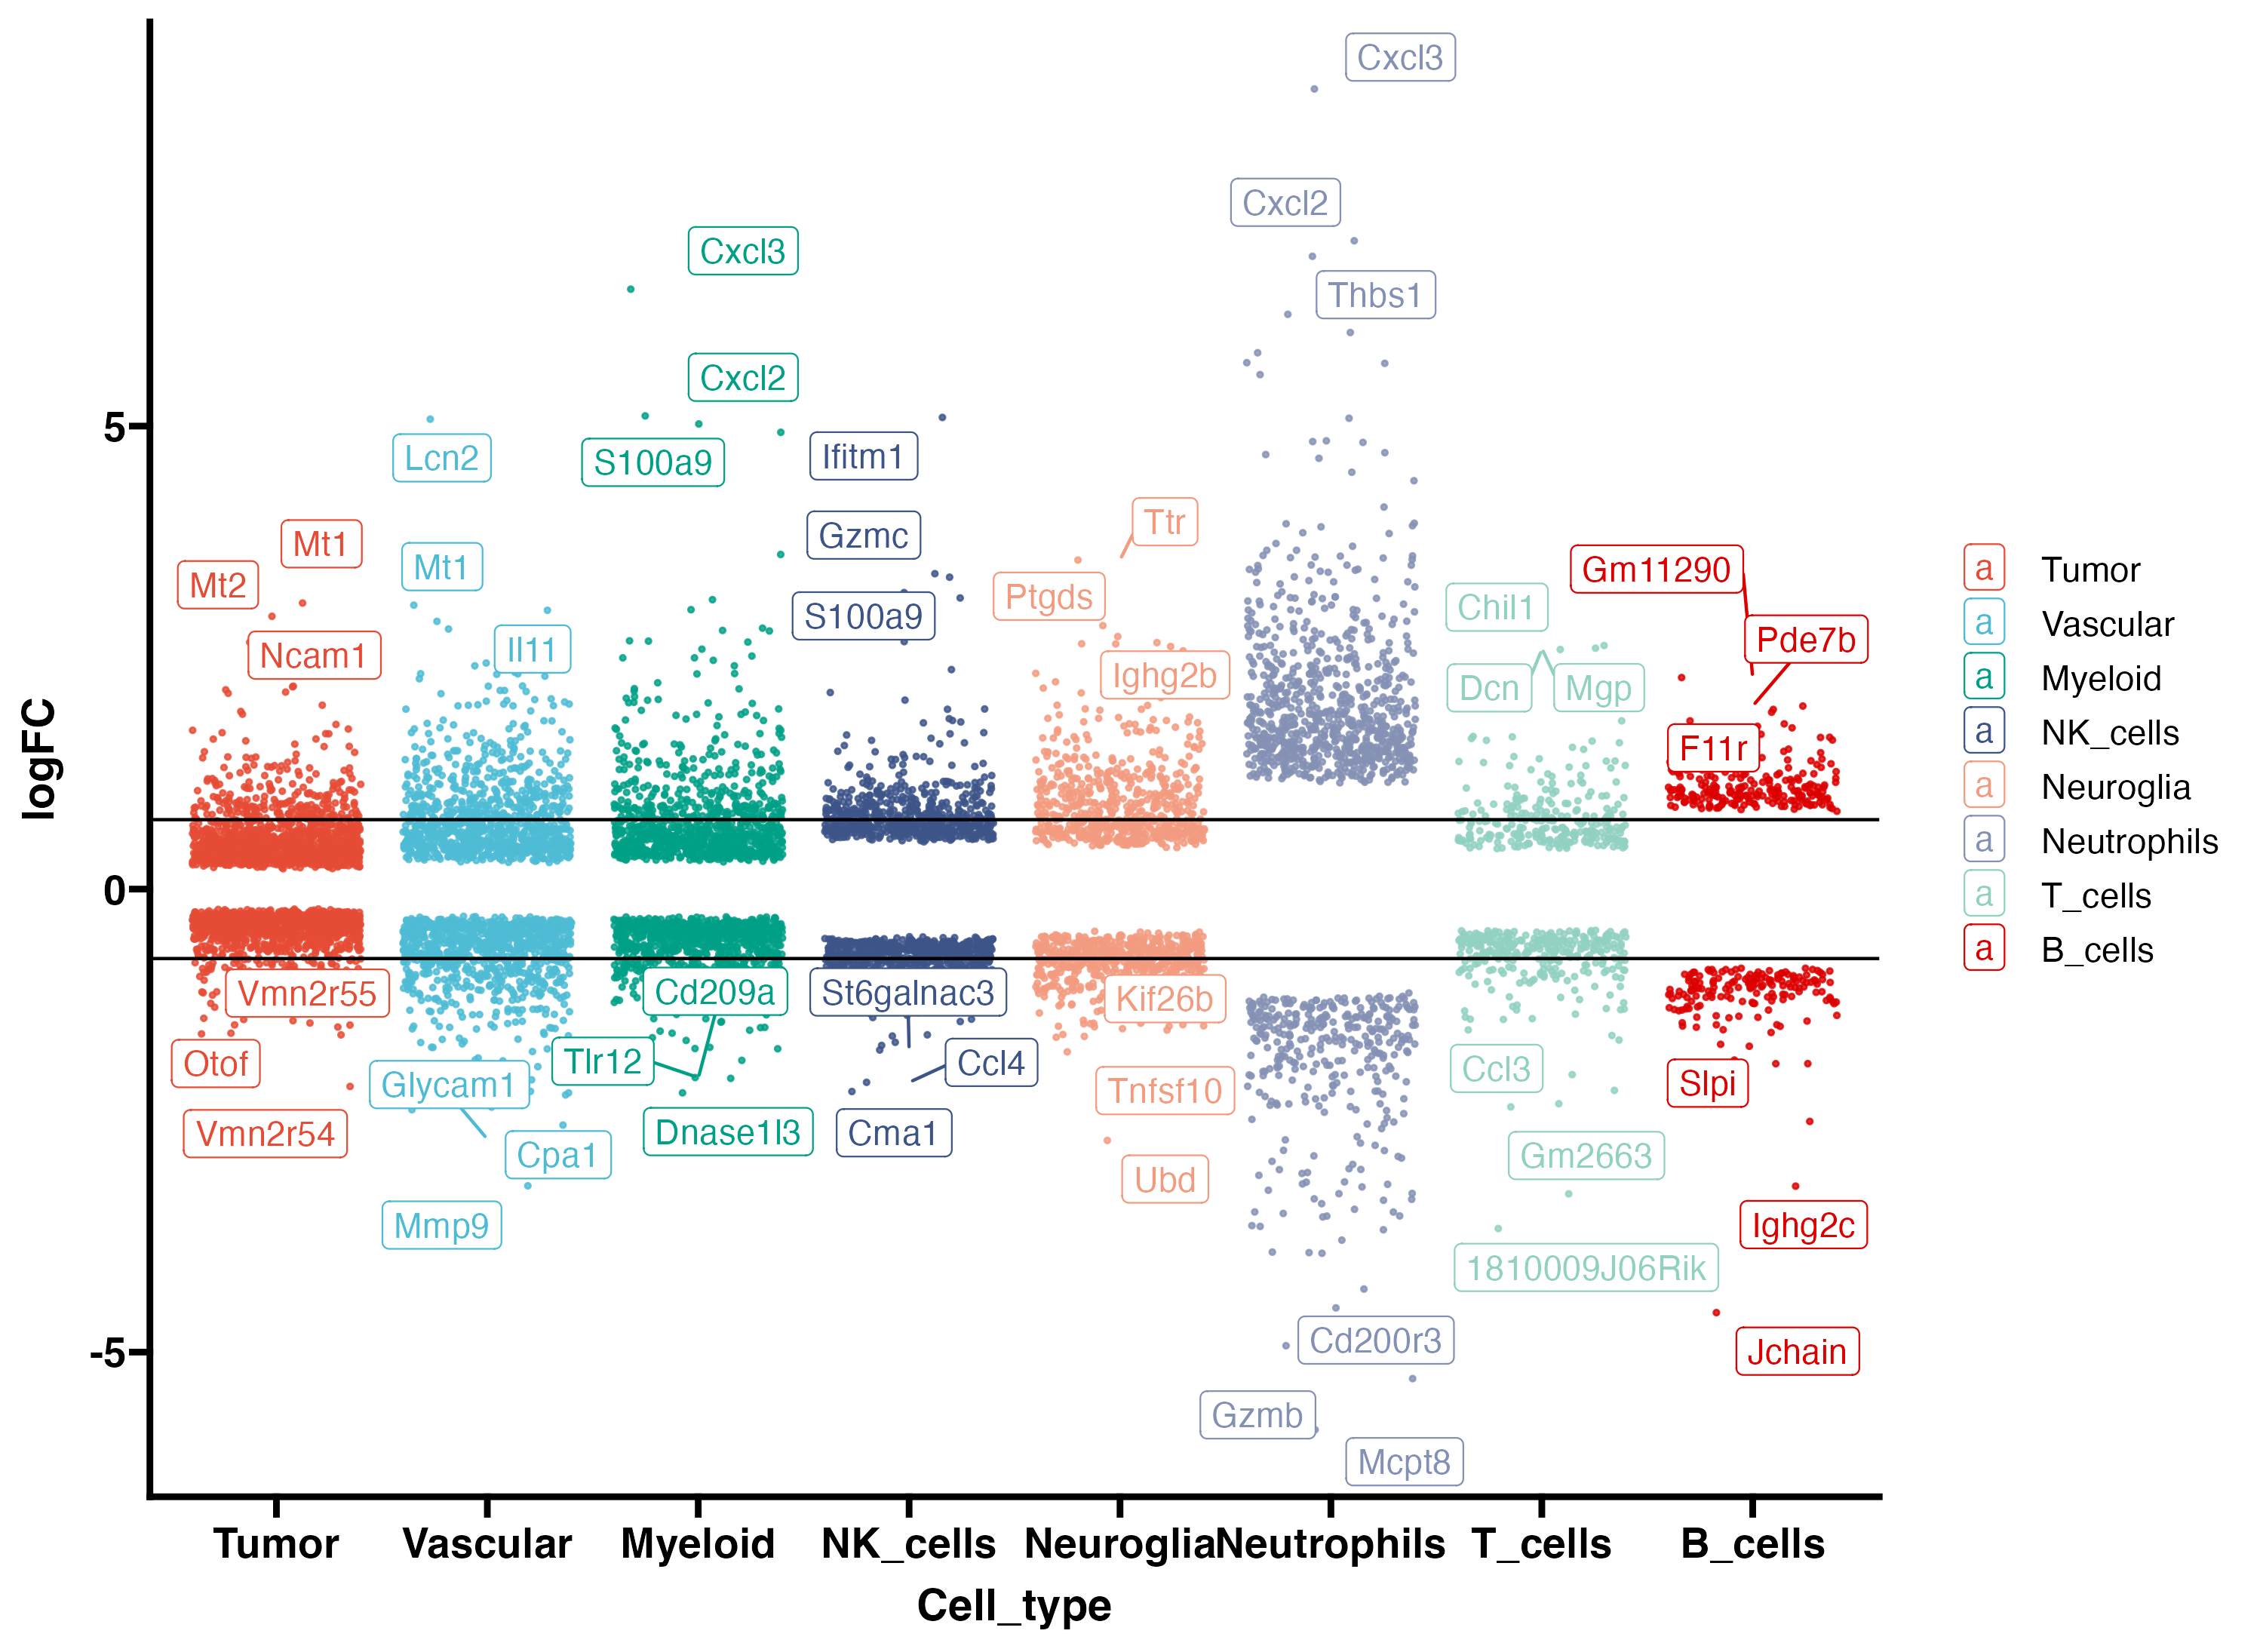 Cxcl3
Cxcl2
Cxcl3
Thbs1
Cxcl2
5
Lcn2
S100a9
Ifitm1
Mt1
Gzmc
Ttr
Mt2
Mt1
Ptgds
Chil1
Gm11290
S100a9
Ncam1
Il11
Ighg2b
Dcn
Mgp
Pde7b
F11r
logFC
0
a Tumor
a Vascular
a Myeloid
a NK_cells
a Neuroglia
a Neutrophils
a T_cells
a B_cells
Vmn2r55
Cd209a
St6galnac3
Kif26b
Otof
Glycam1
Tlr12
Ccl4
Tnfsf10
Ccl3
Slpi
Vmn2r54
Cpa1
Dnase1l3
Cma1
Ubd
Gm2663
Mmp9
Ighg2c
1810009J06Rik
-5
Cd200r3
Jchain
Gzmb
Mcpt8
Tumor Vascular Myeloid NK_cells Neuroglia Neutrophils T_cells B_cells
Cell_type